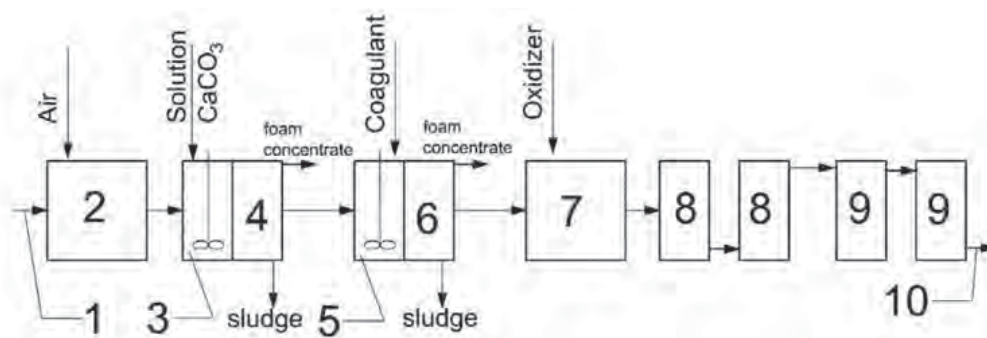 Air
Solution
CaCO₃
foam
concentrate
Coagulant
foam
concentrate
Oxidizer
2
4
6
7
8
8
9
9
1
3
sludge
5
sludge
10